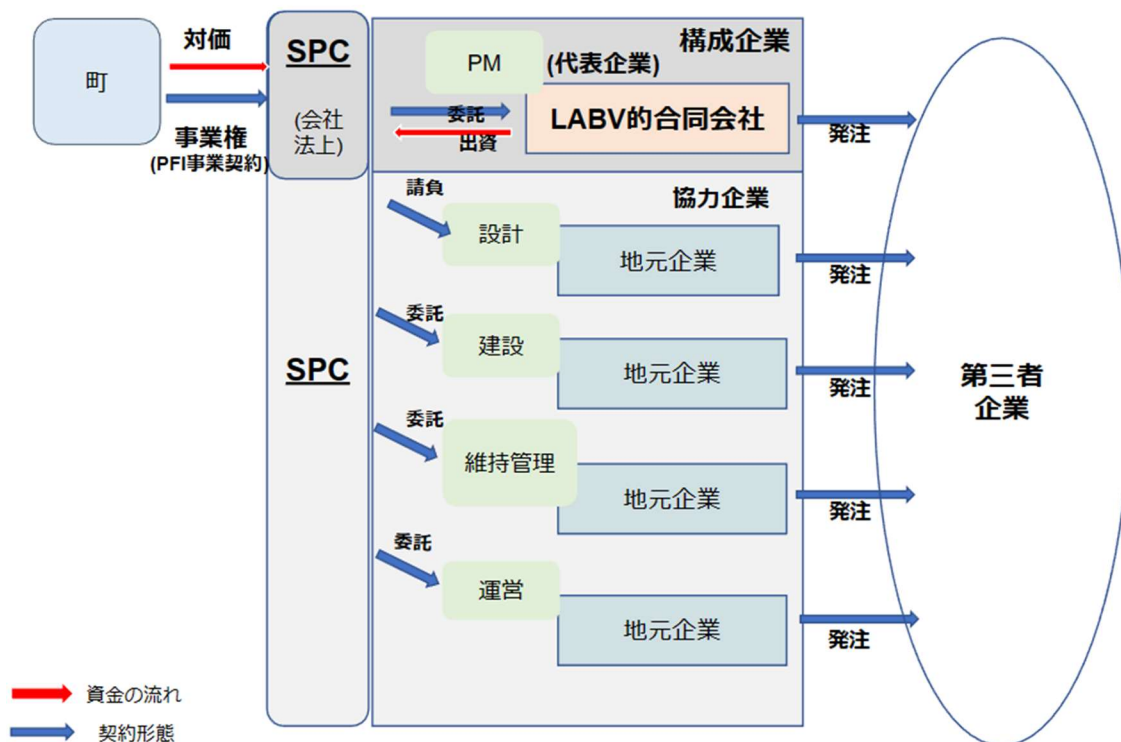 町
対価
事業権
(PFI事業契約)
SPC
(会社
法上)
構成企業
PM
(代表企業)
委託
出資
LABV的合同会社
発注
協力企業
請負
設計
地元企業
発注
委託
建設
地元企業
発注
SPC
委託
維持管理
地元企業
発注
委託
運営
地元企業
発注
第三者
企業
資金の流れ
契約形態